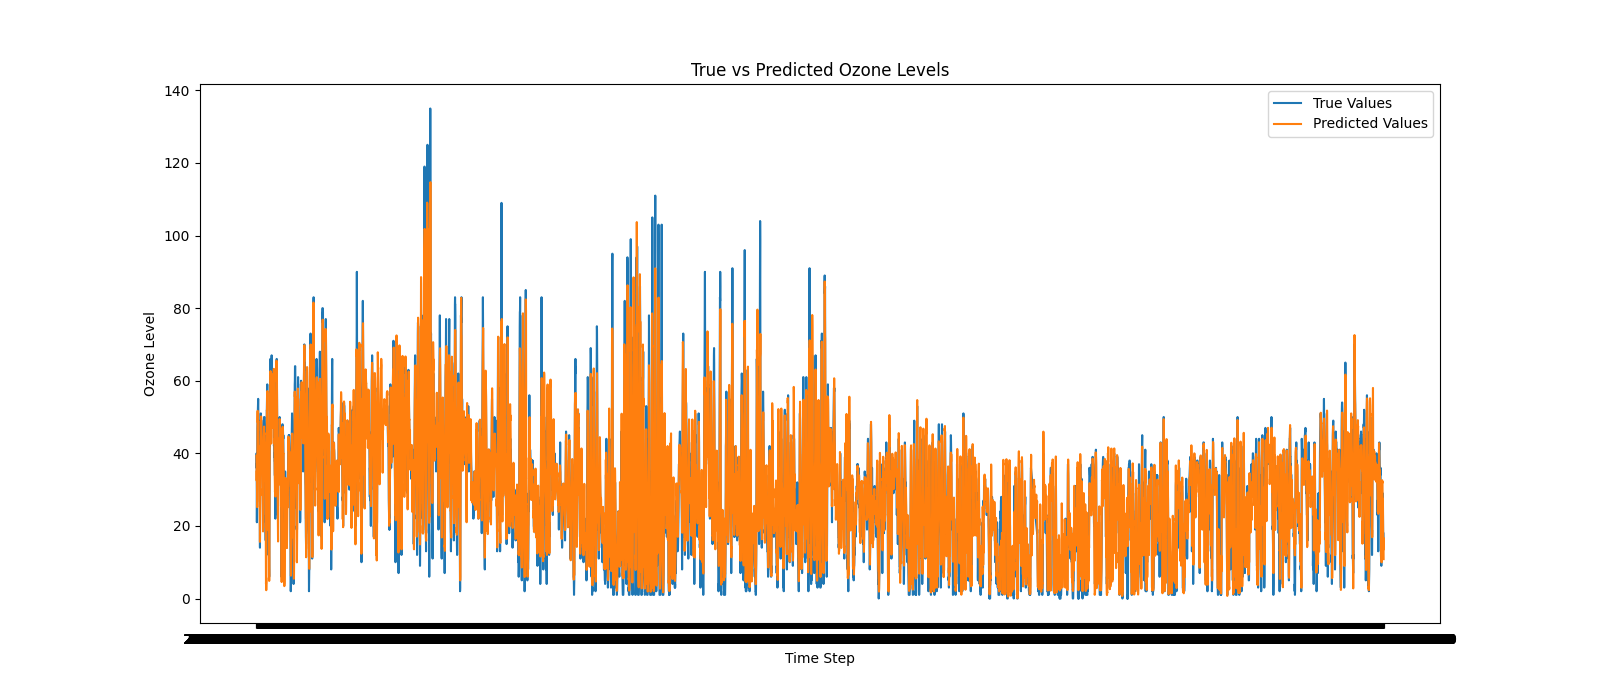 True vs Predicted Ozone Levels
140
True Values
Predicted Values
120
100
80
60
40
20
0
Ozone Level
Time Step